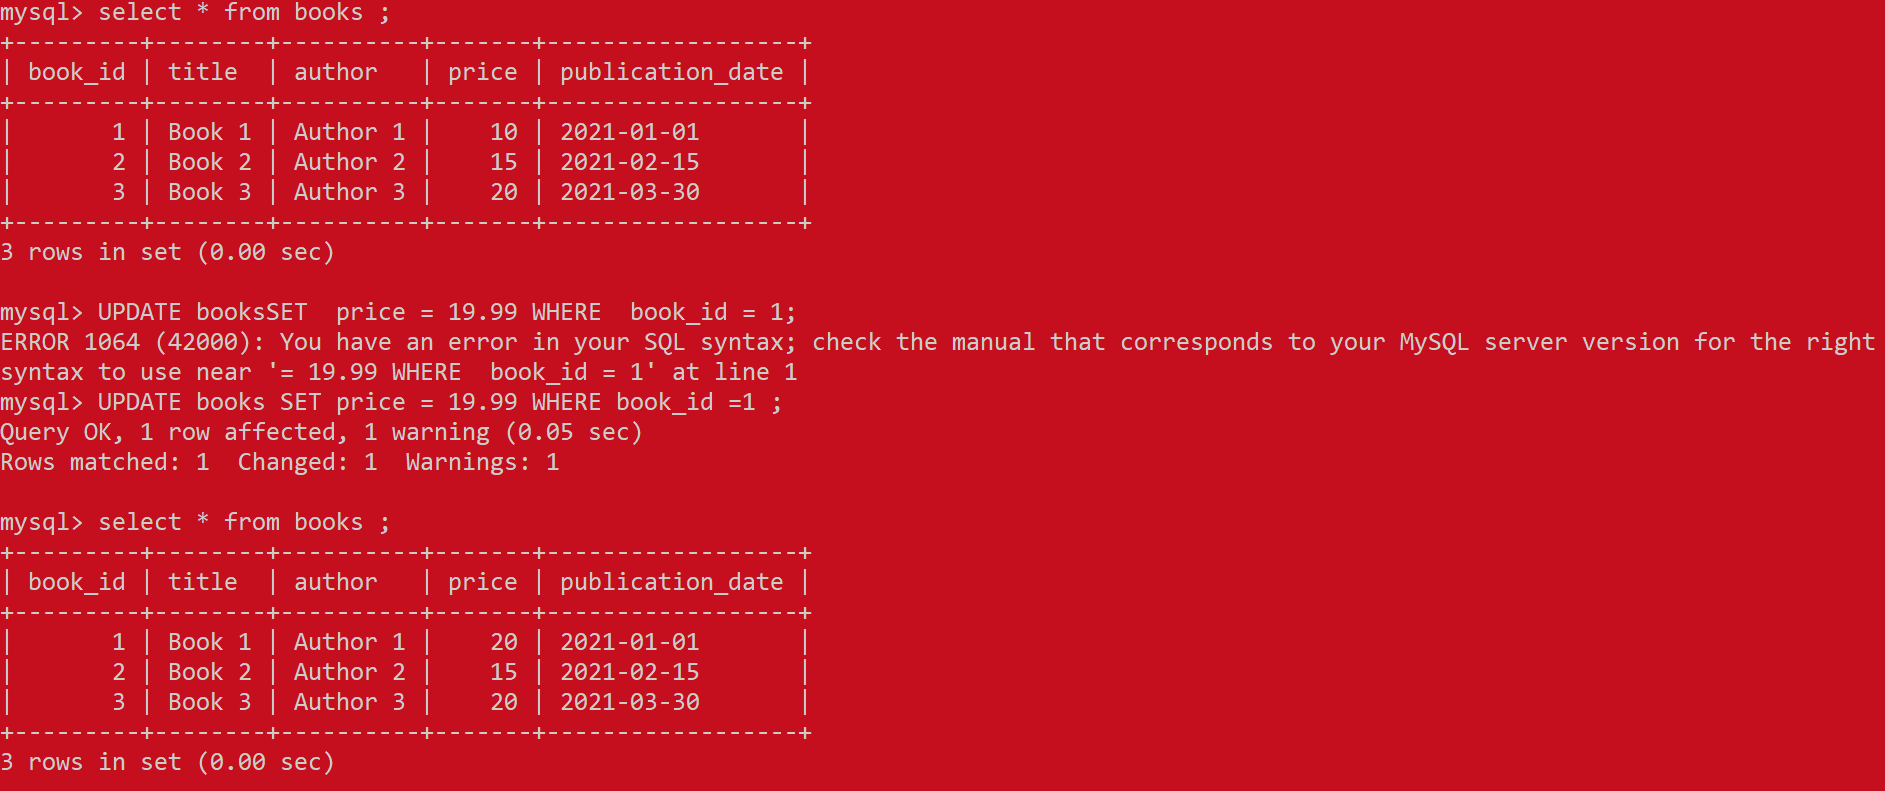 mysql> select * from books ;
+---------+--------+----------+-------+------------------+
| book_id | title  | author   | price | publication_date |
+---------+--------+----------+-------+------------------+
|       1 | Book 1 | Author 1 |    10 | 2021-01-01       |
|       2 | Book 2 | Author 2 |    15 | 2021-02-15       |
|       3 | Book 3 | Author 3 |    20 | 2021-03-30       |
+---------+--------+----------+-------+------------------+
3 rows in set (0.00 sec)

mysql> UPDATE booksSET  price = 19.99 WHERE  book_id = 1;
ERROR 1064 (42000): You have an error in your SQL syntax; check the manual that corresponds to your MySQL server version for the right
syntax to use near '= 19.99 WHERE  book_id = 1' at line 1
mysql> UPDATE books SET price = 19.99 WHERE book_id =1 ;
Query OK, 1 row affected, 1 warning (0.05 sec)
Rows matched: 1  Changed: 1  Warnings: 1

mysql> select * from books ;
+---------+--------+----------+-------+------------------+
| book_id | title  | author   | price | publication_date |
+---------+--------+----------+-------+------------------+
|       1 | Book 1 | Author 1 |    20 | 2021-01-01       |
|       2 | Book 2 | Author 2 |    15 | 2021-02-15       |
|       3 | Book 3 | Author 3 |    20 | 2021-03-30       |
+---------+--------+----------+-------+------------------+
3 rows in set (0.00 sec)